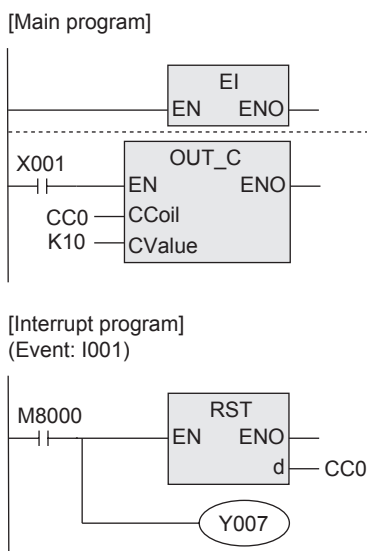 [Main program]
EI
EN ENO
X001
OUT_C
EN ENO
CC0 CCoil
K10 CValue
[Interrupt program]
(Event: I001)
M8000
RST
EN ENO
d CC0
Y007